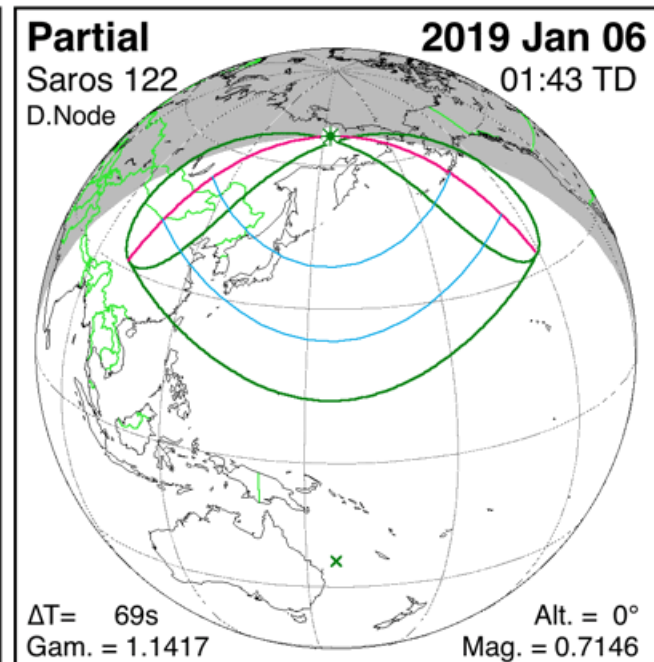 Partial
2019 Jan 06
Saros 122
01:43 TD
D.Node
ΔT= 69s
Alt. = 0°
Gam. = 1.1417
Mag. = 0.7146